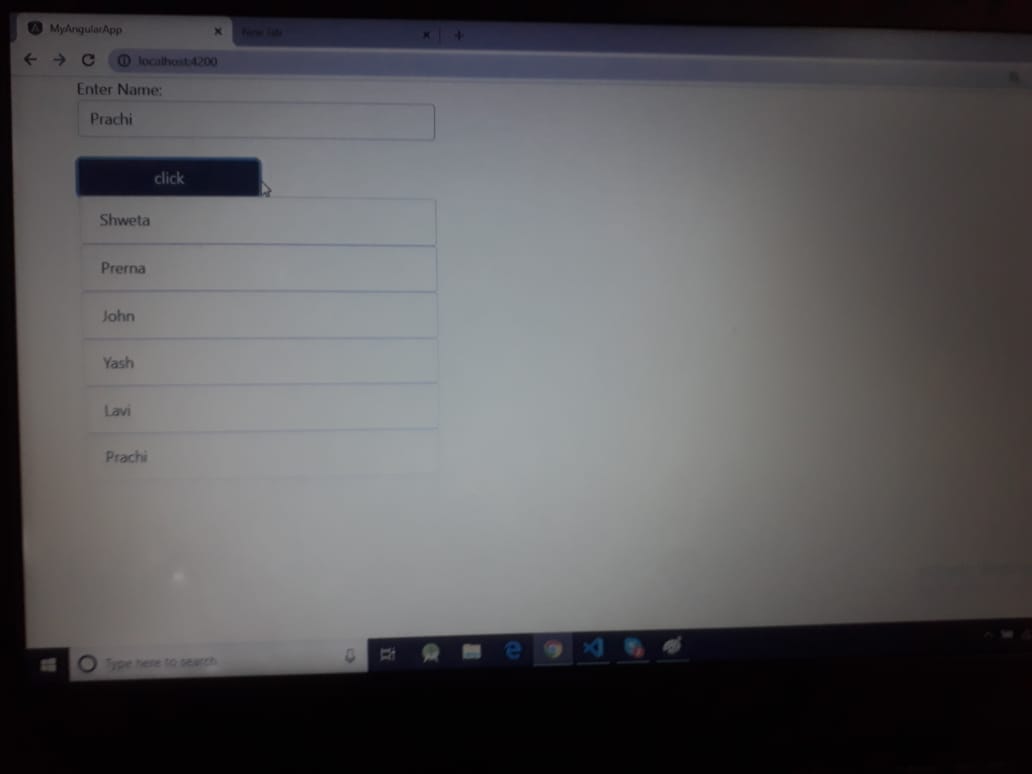 MyAngularApp
New Tab
localhost:4200
Enter Name:
Prachi
click
Shweta
Prerna
John
Yash
Lavi
Prachi
Type here to search